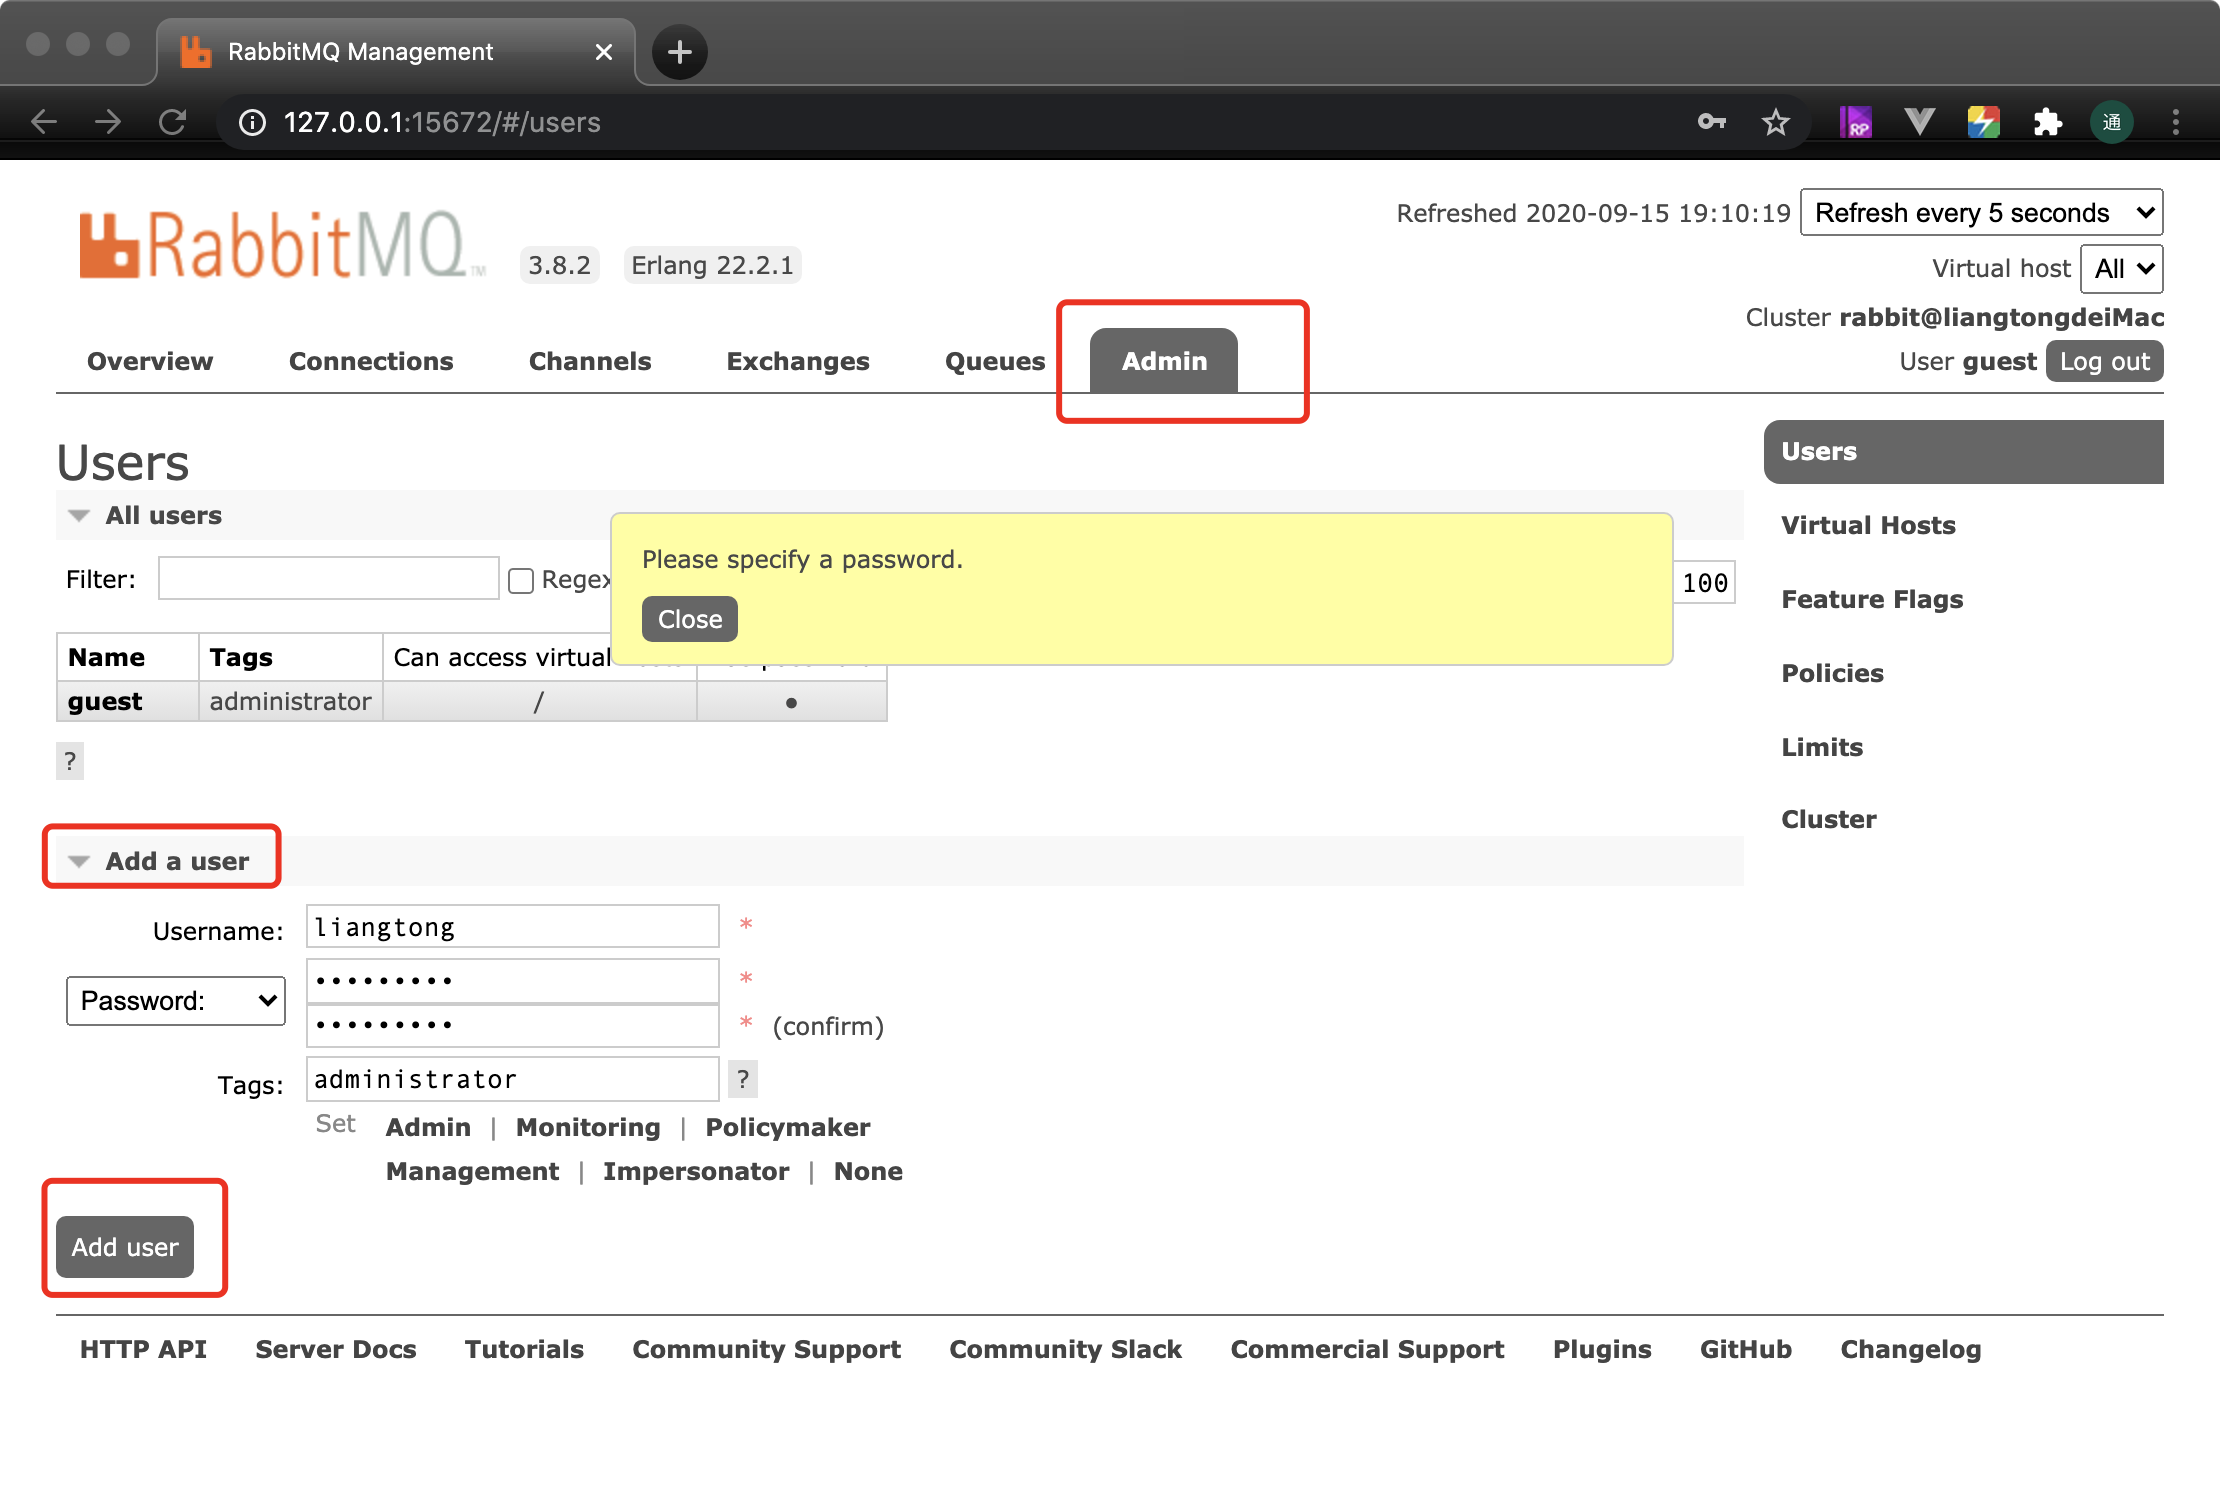 RabbitMQ Management
127.0.0.1:15672/#/users
RP
通
Refreshed 2020-09-15 19:10:19 Refresh every 5 seconds
RabbitMQ TM 3.8.2 Erlang 22.2.1
Virtual host All
Cluster rabbit@liangtongdeiMac
User guest Log out
Overview Connections Channels Exchanges Queues Admin
Users
All users
Filter: Regex 100
Please specify a password.
Close
Name Tags Can access virtual
guest administrator / •
?
Users
Virtual Hosts
Feature Flags
Policies
Limits
Cluster
Add a user
Username: liangtong *
Password: ••••••••• *
••••••••• * (confirm)
Tags: administrator ?
Set Admin | Monitoring | Policymaker
Management | Impersonator | None
Add user
HTTP API Server Docs Tutorials Community Support Community Slack Commercial Support Plugins GitHub Changelog